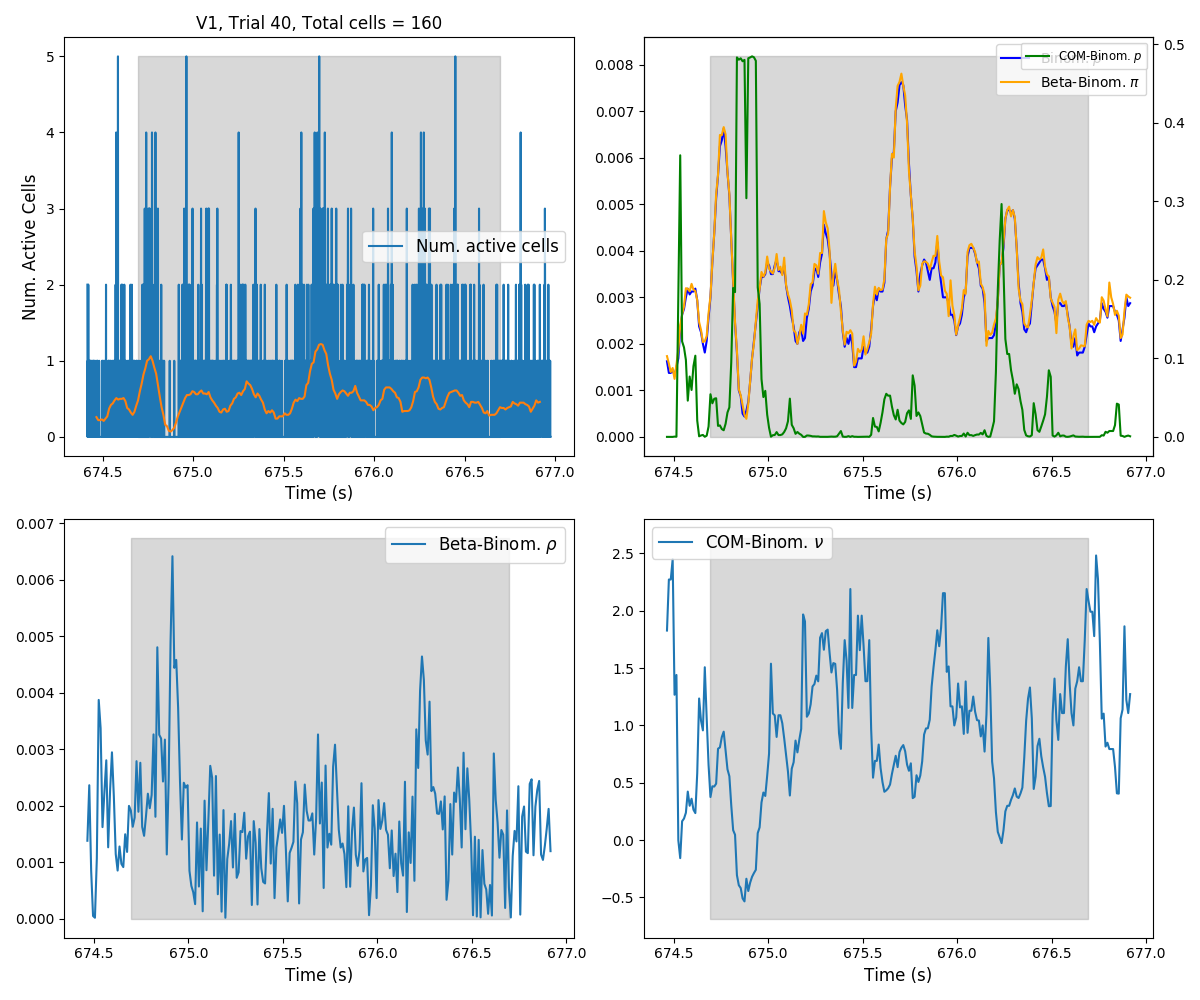 V1, Trial 40, Total cells = 160
Num. Active Cells
5
4
3
2
1
0
Num. active cells
674.5 675.0 675.5 676.0 676.5 677.0
Time (s)
0.008
0.007
0.006
0.005
0.004
0.003
0.002
0.001
0.000
COM-Binom. p
Beta-Binom. π
0.5
0.4
0.3
0.2
0.1
0.0
674.5 675.0 675.5 676.0 676.5 677.0
Time (s)
0.007
0.006
0.005
0.004
0.003
0.002
0.001
0.000
Beta-Binom. ρ
674.5 675.0 675.5 676.0 676.5 677.0
Time (s)
2.5
2.0
1.5
1.0
0.5
0.0
−0.5
COM-Binom. ν
674.5 675.0 675.5 676.0 676.5 677.0
Time (s)